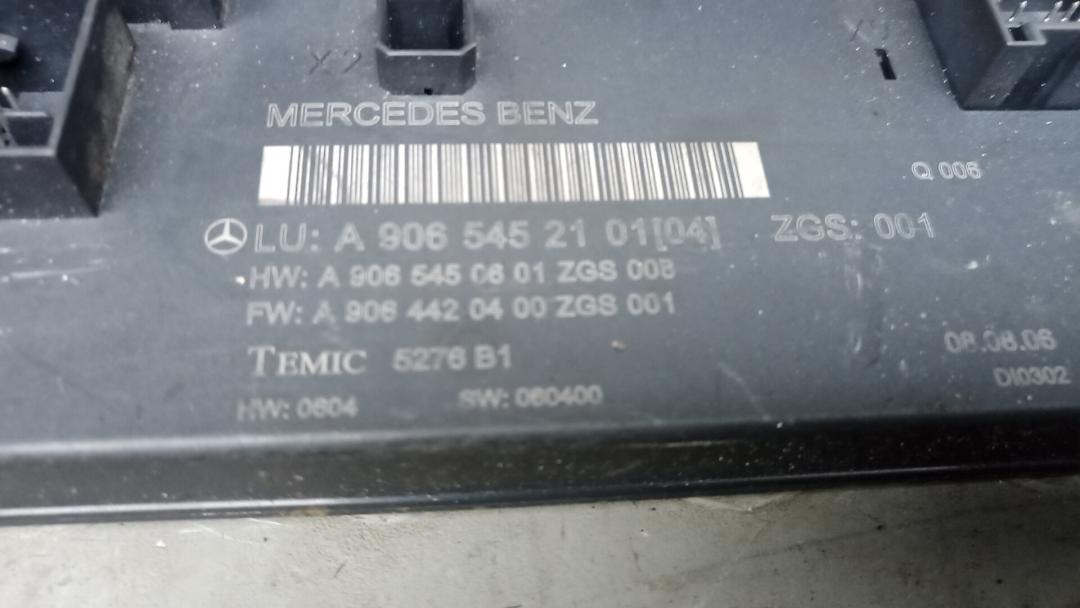 X2
MERCEDES BENZ
Q 006
LU: A 906 545 21 01[04] ZGS: 001
HW: A 906 545 06 01 ZGS 008
FW: A 906 442 04 00 ZGS 001
TEMIC 5276 B1
08.08.06
DI0302
HW: 0604 SW: 060400